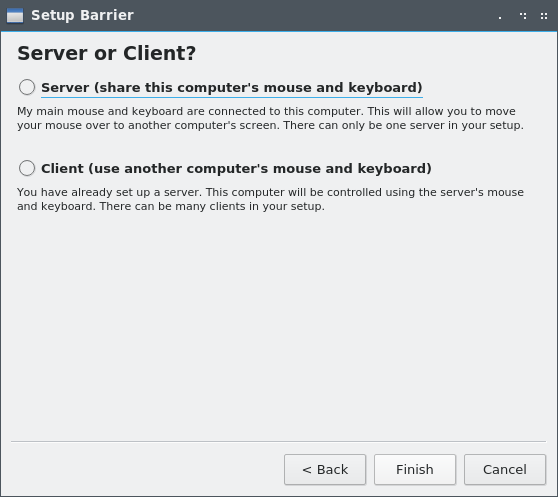 Setup Barrier
Server or Client?
Server (share this computer's mouse and keyboard)
My main mouse and keyboard are connected to this computer. This will allow you to move
your mouse over to another computer's screen. There can only be one server in your setup.
Client (use another computer's mouse and keyboard)
You have already set up a server. This computer will be controlled using the server's mouse
and keyboard. There can be many clients in your setup.
< Back Finish Cancel